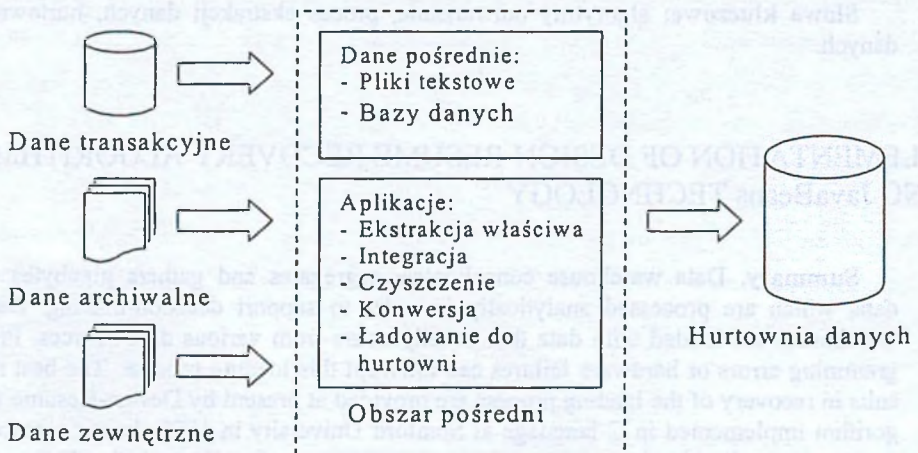 Dane transakcyjne
Dane archiwalne
Dane zewnętrzne
Dane pośrednie:
- Pliki tekstowe
- Bazy danych
Aplikacje:
- Ekstrakcja właściwa
- Integracja
- Czyszczenie
- Konwersja
- Ładowanie do
hurtowni
Obszar pośredni
Hurtownia danych